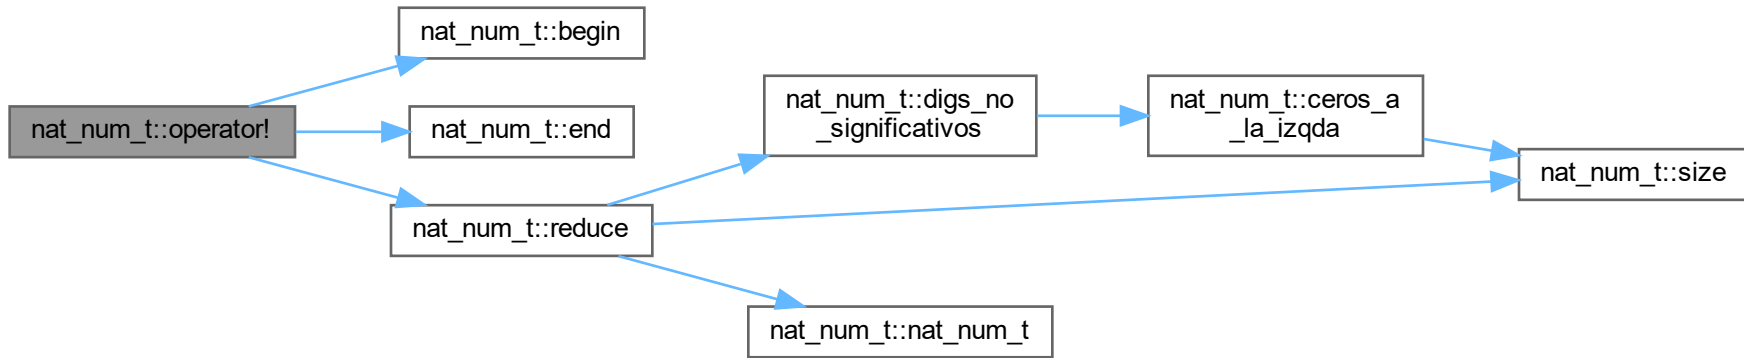 nat_num_t::operator!
nat_num_t::begin
nat_num_t::end
nat_num_t::reduce
nat_num_t::digs_no
_significativos
nat_num_t::ceros_a
_la_izqda
nat_num_t::size
nat_num_t::nat_num_t